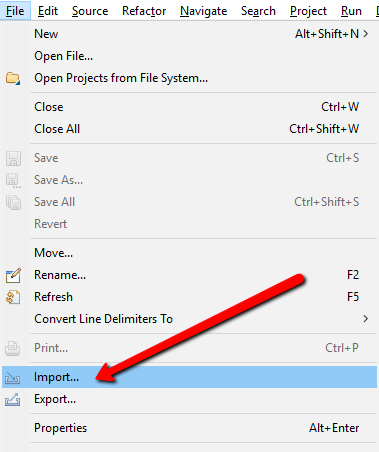 File Edit Source Refactor Navigate Search Project Run D
New Alt+Shift+N >
Open File...
Open Projects from File System...
Close Ctrl+W
Close All Ctrl+Shift+W
Save Ctrl+S
Save As...
Save All Ctrl+Shift+S
Revert
Move...
Rename... F2
Refresh F5
Convert Line Delimiters To >
Print... Ctrl+P
Import...
Export...
Properties Alt+Enter